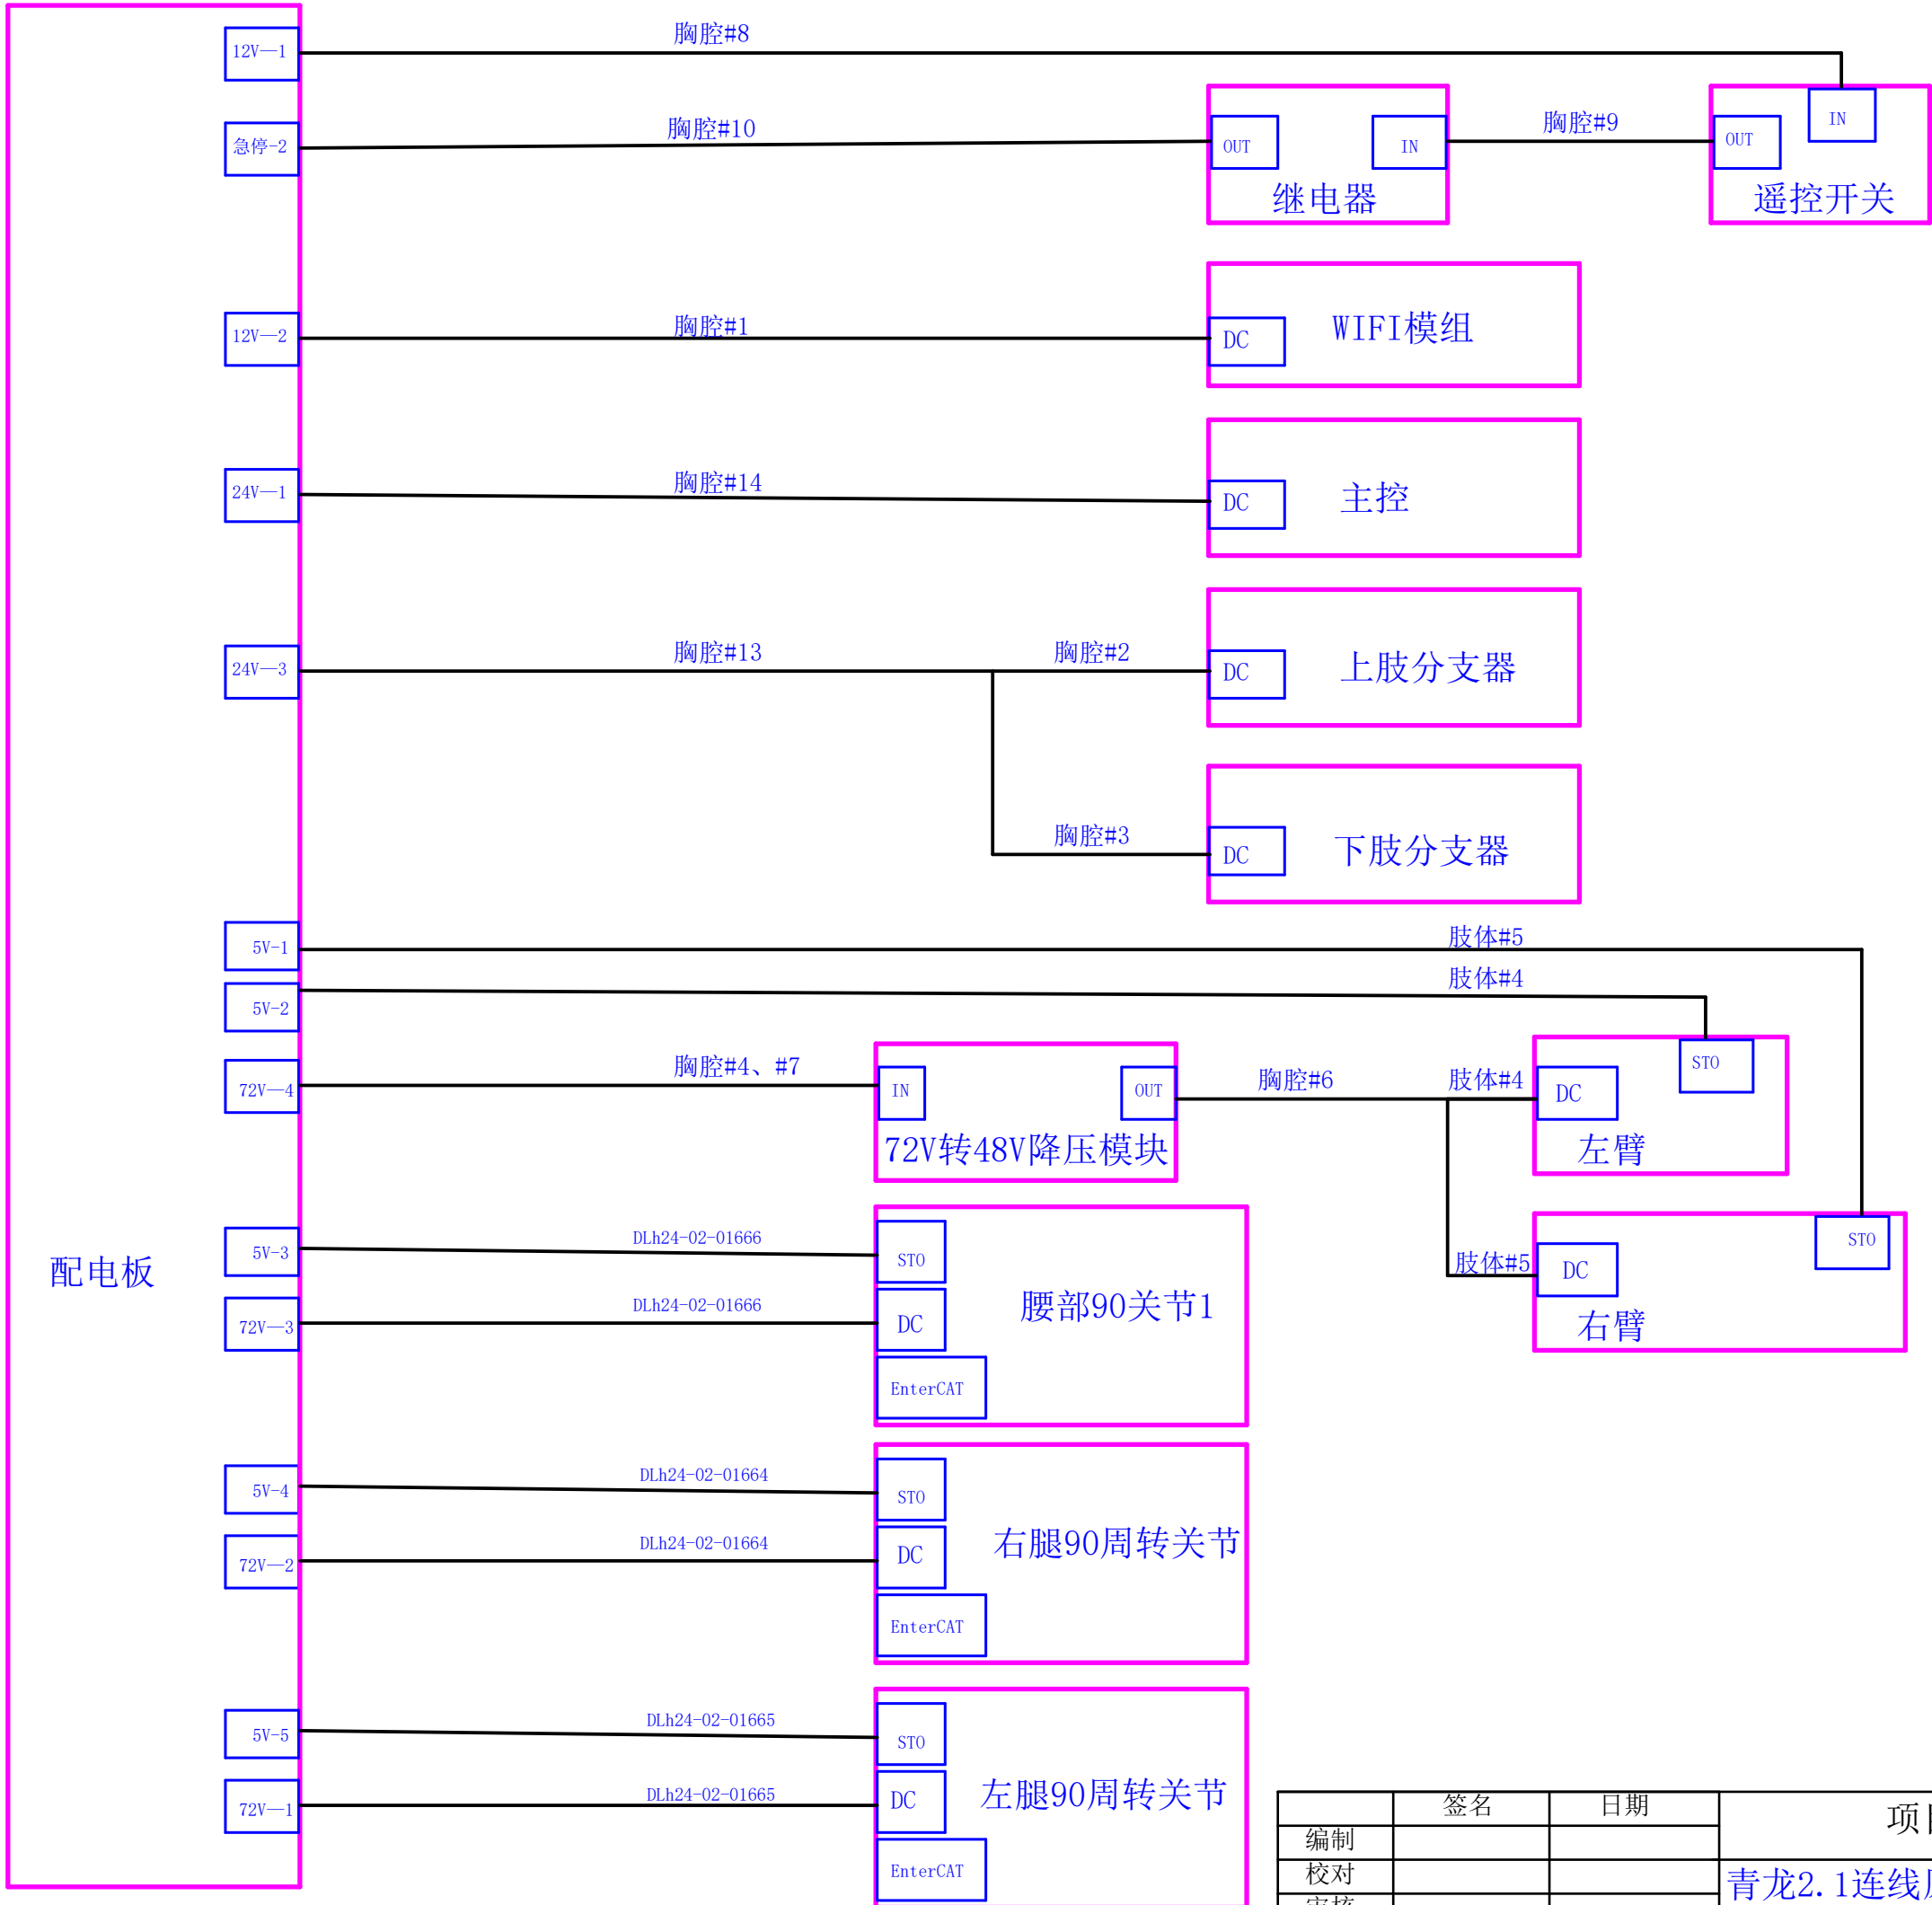 胸腔#8
12V—1
胸腔#10
急停-2
OUT
IN
继电器
胸腔#9
OUT
IN
遥控开关
12V—2
胸腔#1
DC
WIFI模组
24V—1
胸腔#14
DC
主控
24V—3
胸腔#13
胸腔#2
DC
上肢分支器
胸腔#3
DC
下肢分支器
5V-1
肢体#5
5V-2
肢体#4
72V—4
胸腔#4、#7
IN
OUT
72V转48V降压模块
胸腔#6
肢体#4
DC
STO
左臂
肢体#5
DC
STO
右臂
配电板
5V-3
DLh24-02-01666
STO
72V—3
DLh24-02-01666
DC
腰部90关节1
EnterCAT
5V-4
DLh24-02-01664
STO
72V—2
DLh24-02-01664
DC
右腿90周转关节
EnterCAT
5V-5
DLh24-02-01665
STO
72V—1
DLh24-02-01665
DC
左腿90周转关节
EnterCAT
签名
日期
项
编制
校对
青龙2.1连线